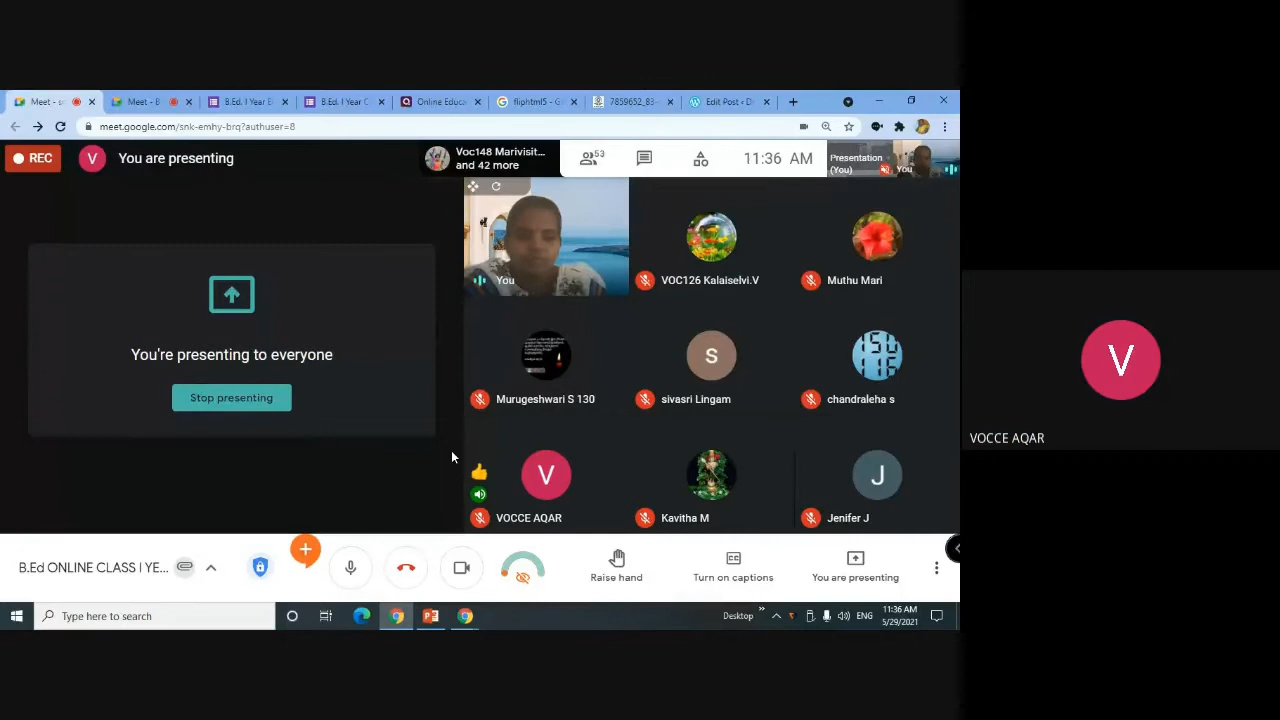 Meet - s
Meet - B
B.Ed. I Year E
B.Ed. I Year C
Online Educa
fliphtml5 - G
7859652_83-
Edit Post ‹ D
meet.google.com/snk-emhy-brq?authuser=8
REC
V
You are presenting
Voc148 Marivisit...
and 42 more
53
11:36 AM
Presentation
(You)
You
You're presenting to everyone
Stop presenting
You
VOC126 Kalaiselvi.V
Muthu Mari
Murugeshwari S 130
S
sivasri Lingam
chandraleha s
V
VOCCE AQAR
Kavitha M
J
Jenifer J
V
VOCCE AQAR
B.Ed ONLINE CLASS I YE...
Raise hand
Turn on captions
You are presenting
Type here to search
Desktop
ENG
11:36 AM
5/29/2021